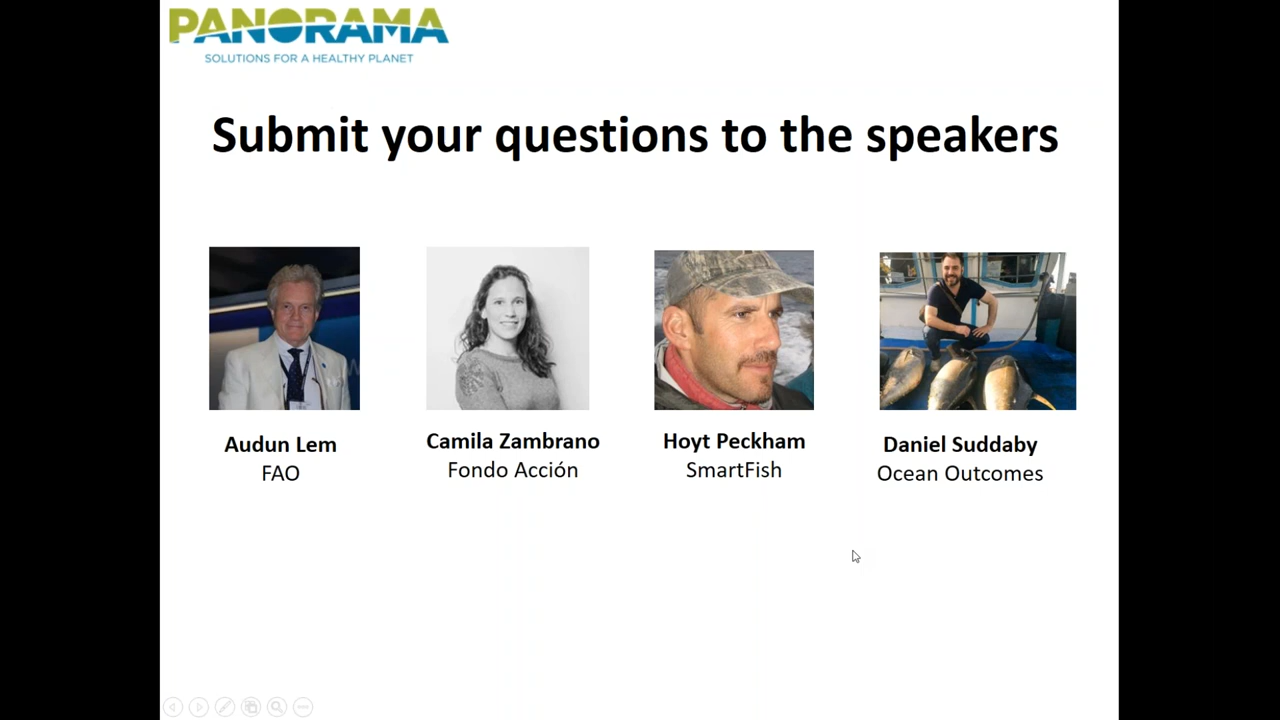 PANORAMA
SOLUTIONS FOR A HEALTHY PLANET
Submit your questions to the speakers
Audun Lem
FAO
Camila Zambrano
Fondo Acción
Hoyt Peckham
SmartFish
Daniel Suddaby
Ocean Outcomes